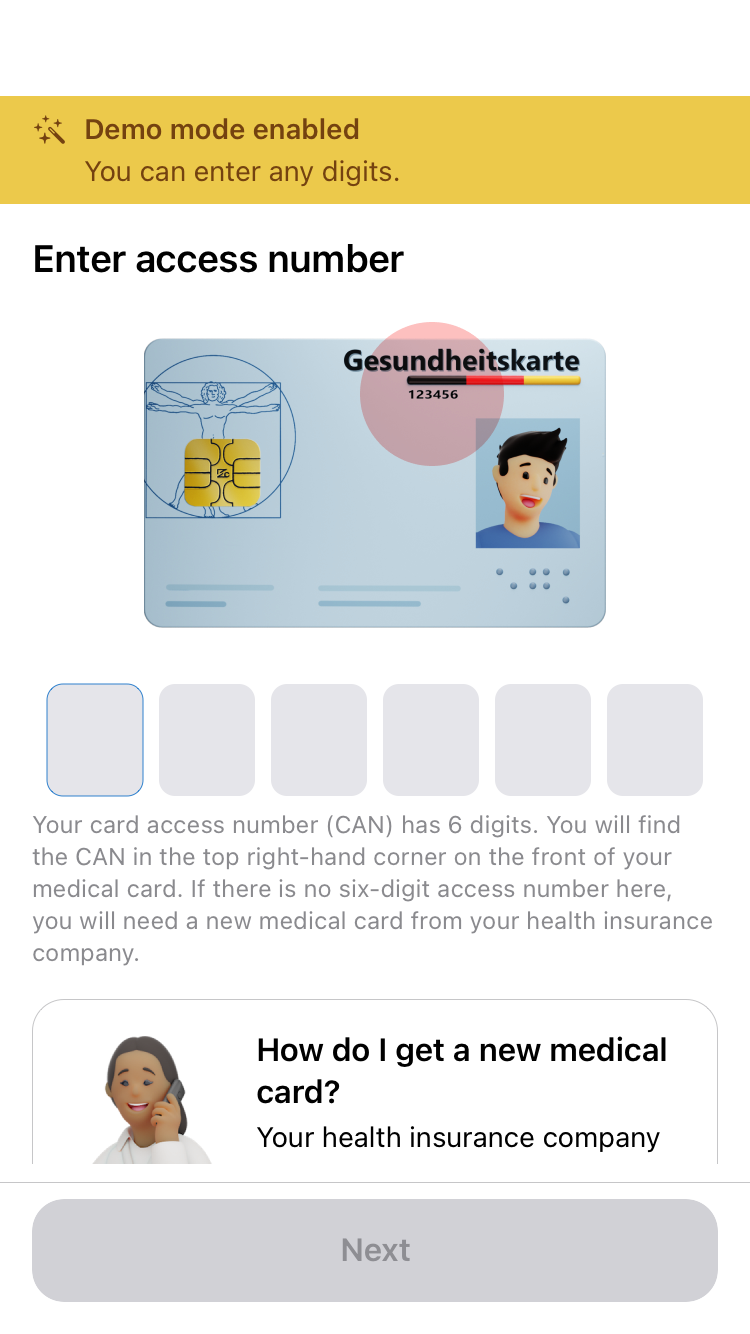 Demo mode enabled
You can enter any digits.
Enter access number
Gesundheitskarte
123456
Your card access number (CAN) has 6 digits. You will find
the CAN in the top right-hand corner on the front of your
medical card. If there is no six-digit access number here,
you will need a new medical card from your health insurance
company.
How do I get a new medical
card?
Your health insurance company
Next